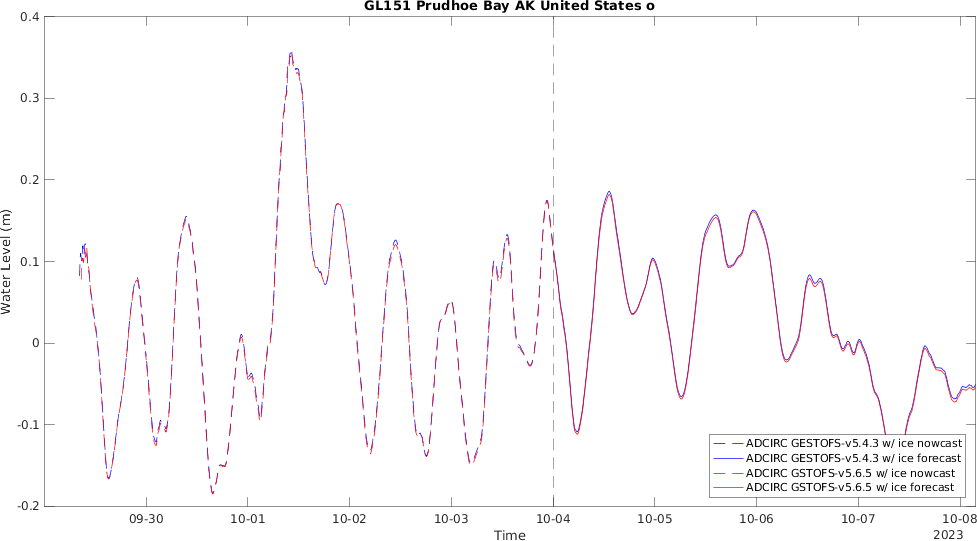 GL151 Prudhoe Bay AK United States o
0.4
0.3
0.2
0.1
0
-0.1
-0.2
Water Level (m)
09-30
10-01
10-02
10-03
10-04
10-05
10-06
10-07
10-08
Time
2023
ADCIRC GESTOFS-v5.4.3 w/ ice nowcast
ADCIRC GESTOFS-v5.4.3 w/ ice forecast
ADCIRC GSTOFS-v5.6.5 w/ ice nowcast
ADCIRC GSTOFS-v5.6.5 w/ ice forecast